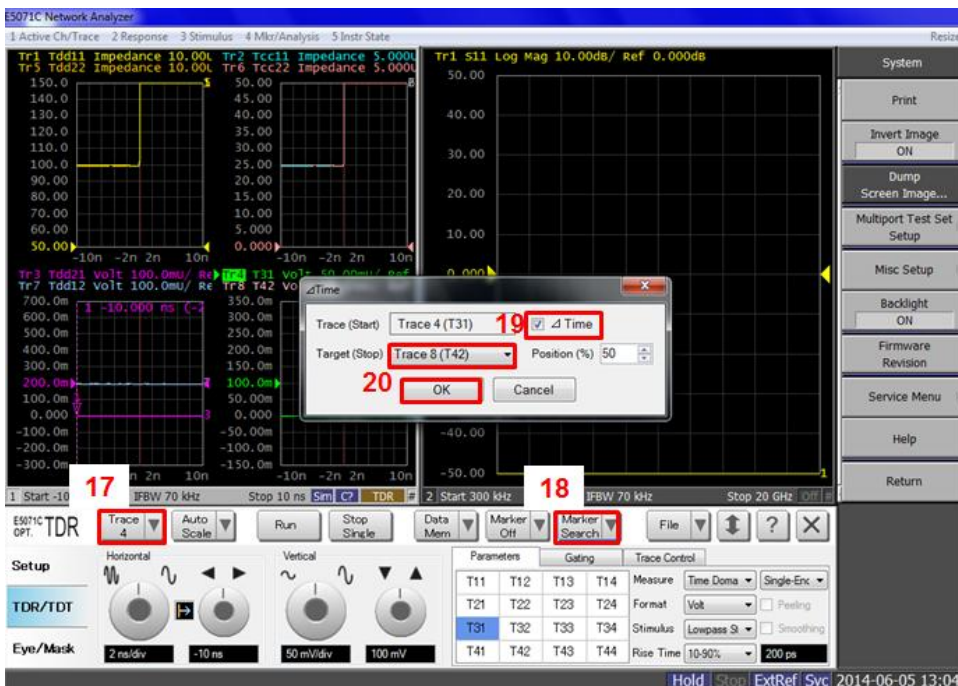 E5071C Network Analyzer
1 Active Ch/Trace 2 Response 3 Stimulus 4 Mkr/Analysis 5 Instr State
Resize
Tr1 Tdd11 Impedance 10.00
Tr2 Tcc11 Impedance 5.000
Tr5 Tdd22 Impedance 10.00
Tr6 Tcc22 Impedance 5.000
150.0
140.0
130.0
120.0
110.0
100.0
90.00
80.00
70.00
60.00
50.00
-10n -2n 2n 10n
50.00
45.00
40.00
35.00
30.00
25.00
20.00
15.00
10.00
5.000
0.000
-10n -2n 2n 10n
Tr3 Tdd21 Volt 100.0mU/ Re
Tr4 T31 Volt 50.00mU/ Ref
Tr7 Tdd12 Volt 100.0mU/ Re
Tr8 T42 Vo
1 -10.000 ns (-2
700.0m
600.0m
500.0m
400.0m
300.0m
200.0m
100.0m
0.000
-100.0m
-200.0m
-300.0m
n 2n 10n
350.0m
300.0m
250.0m
200.0m
150.0m
100.0m
50.00m
0.000
-50.00m
-100.0m
-150.0m
-10n -2n 2n 10n
Tr1 S11 Log Mag 10.00dB/ Ref 0.000dB
50.00
40.00
30.00
20.00
10.00
0.000
-40.00
-50.00
1
⊿Time
Trace (Start) Trace 4 (T31) 19 ⊿ Time
Target (Stop) Trace 8 (T42) Position (%) 50
20 OK Cancel
17
18
1 Start -10 IFBW 70 kHz Stop 10 ns Sim C? TDR #
2 Start 300 kHz IFBW 70 kHz Stop 20 GHz Off #
E5071C OPT. TDR
Trace 4
Auto Scale
Run
Stop Single
Data Mem
Marker Off
Marker Search
File
?
X
Setup
TDR/TDT
Eye/Mask
Horizontal
2 ns/div -10 ns
Vertical
50 mV/div 100 mV
Parameters Gating Trace Control
T11 T12 T13 T14
T21 T22 T23 T24
T31 T32 T33 T34
T41 T42 T43 T44
Measure Time Doma Single-Enc
Format Volt Peeling
Stimulus Lowpass St Smoothing
Rise Time 10-90% 200 ps
System
Print
Invert Image
ON
Dump
Screen Image...
Multiport Test Set
Setup
Misc Setup
Backlight
ON
Firmware
Revision
Service Menu
Help
Return
Hold Stop ExtRef Svc 2014-06-05 13:04